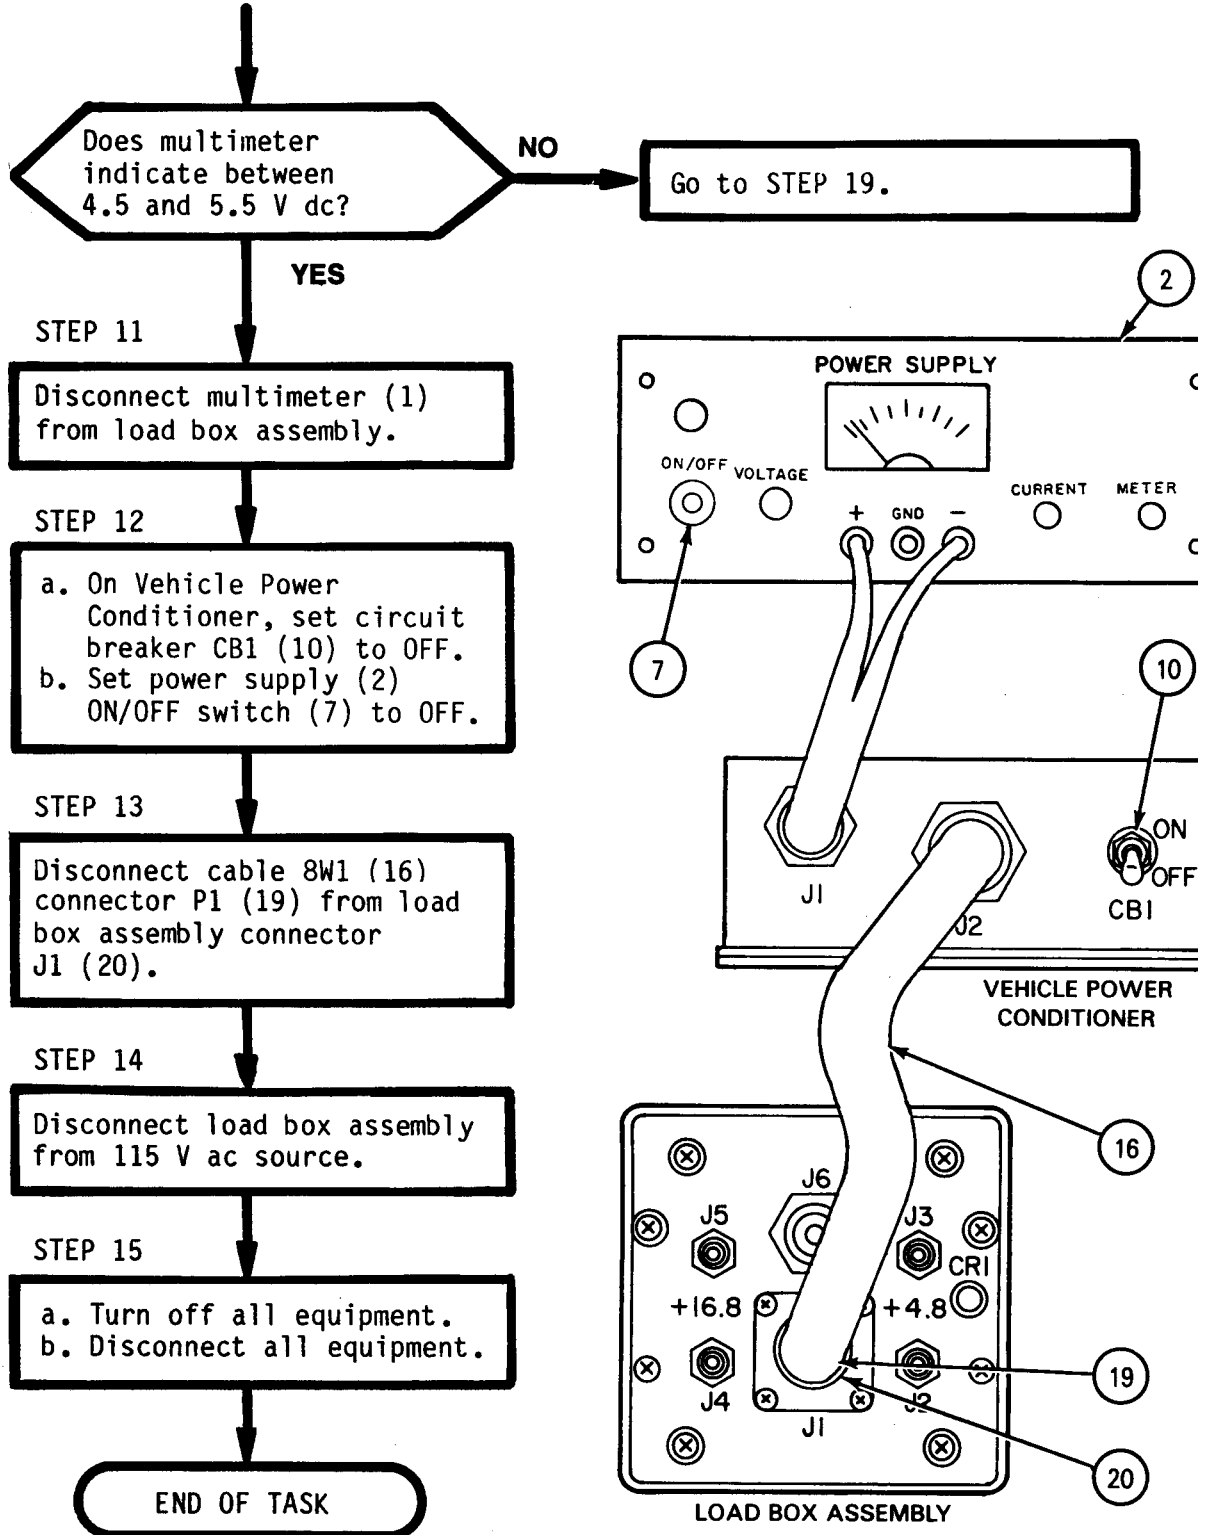 Does multimeter
indicate between
4.5 and 5.5 V dc?
NO
Go to STEP 19.
YES
STEP 11
Disconnect multimeter (1)
from load box assembly.
STEP 12
a. On Vehicle Power
Conditioner, set circuit
breaker CB1 (10) to OFF.
b. Set power supply (2)
ON/OFF switch (7) to OFF.
STEP 13
Disconnect cable 8W1 (16)
connector P1 (19) from load
box assembly connector
J1 (20).
STEP 14
Disconnect load box assembly
from 115 V ac source.
STEP 15
a. Turn off all equipment.
b. Disconnect all equipment.
END OF TASK
2
POWER SUPPLY
ON/OFF
VOLTAGE
CURRENT
METER
+
GND
-
7
10
ON
OFF
J1
J2
CB1
VEHICLE POWER
CONDITIONER
16
J6
J5
J3
CR1
+16.8
+4.8
J4
J1
J2
19
20
LOAD BOX ASSEMBLY